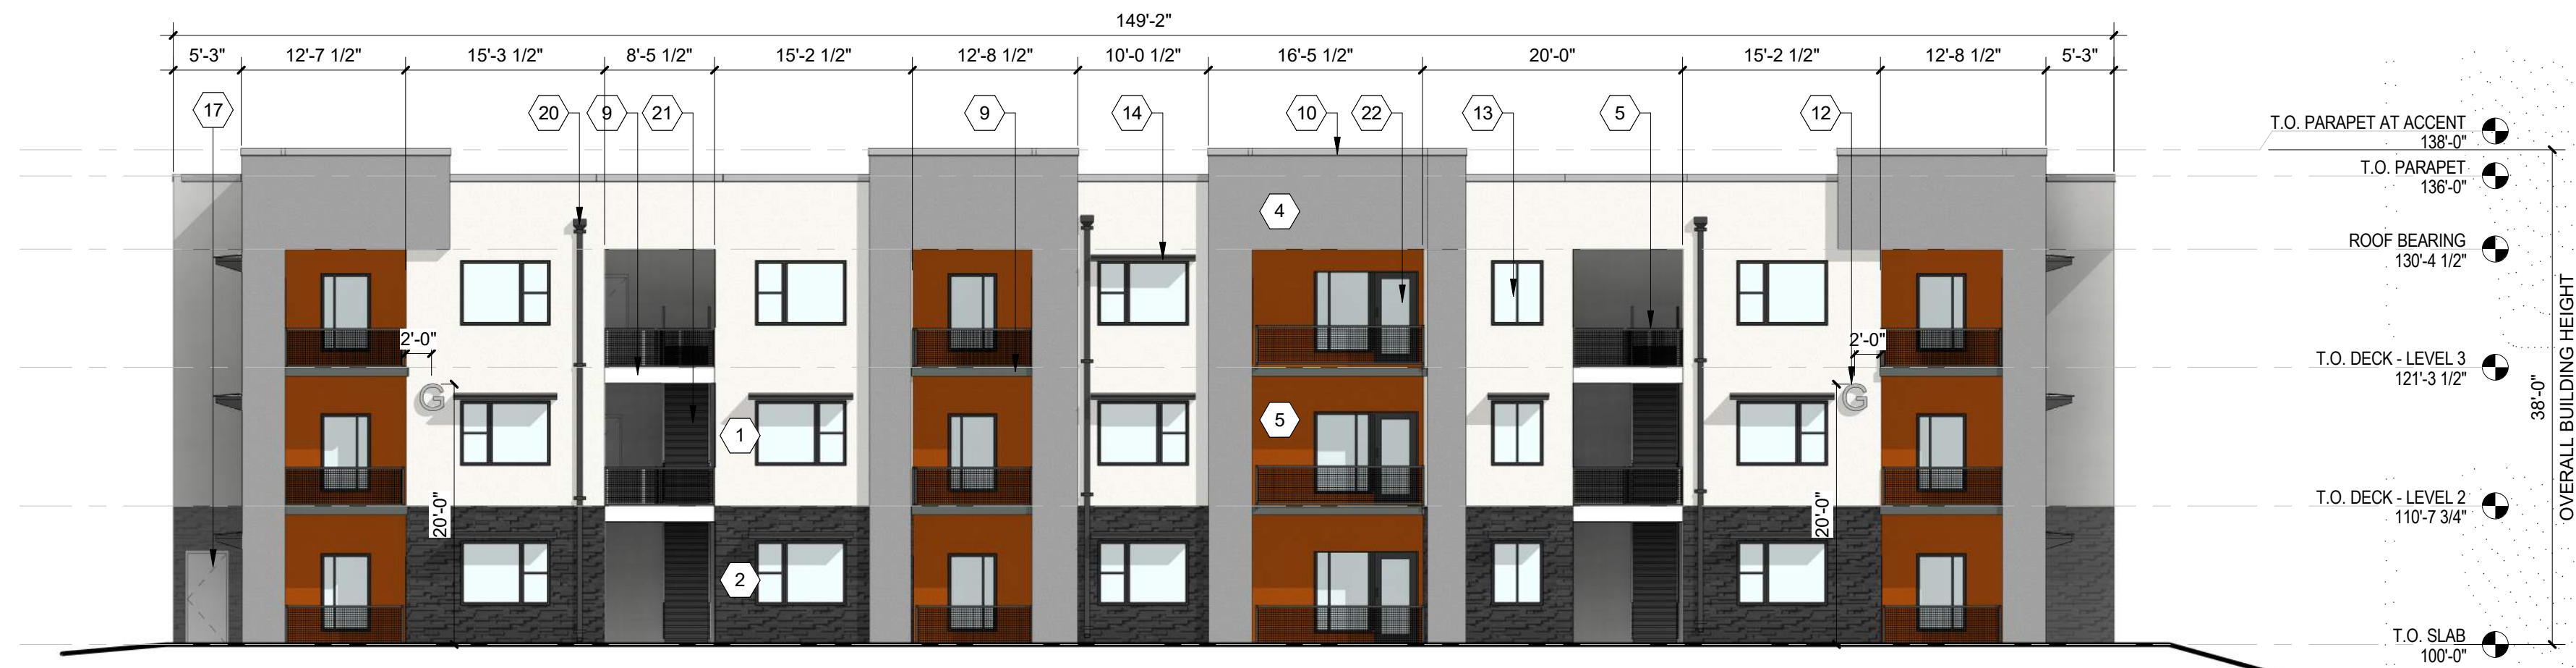 149'-2"
5'-3" 12'-7 1/2" 15'-3 1/2" 8'-5 1/2" 15'-2 1/2" 12'-8 1/2" 10'-0 1/2" 16'-5 1/2" 20'-0" 15'-2 1/2" 12'-8 1/2" 5'-3"
17 20 9 21 9 14 10 22 13 5 12
T.O. PARAPET AT ACCENT
138'-0"
T.O. PARAPET
136'-0"
4
ROOF BEARING
130'-4 1/2"
2'-0" 2'-0"
T.O. DECK - LEVEL 3
121'-3 1/2"
G G
1 5
20'-0" 20'-0"
T.O. DECK - LEVEL 2
110'-7 3/4"
2
T.O. SLAB
100'-0"
38'-0"
OVERALL BUILDING HEIGHT